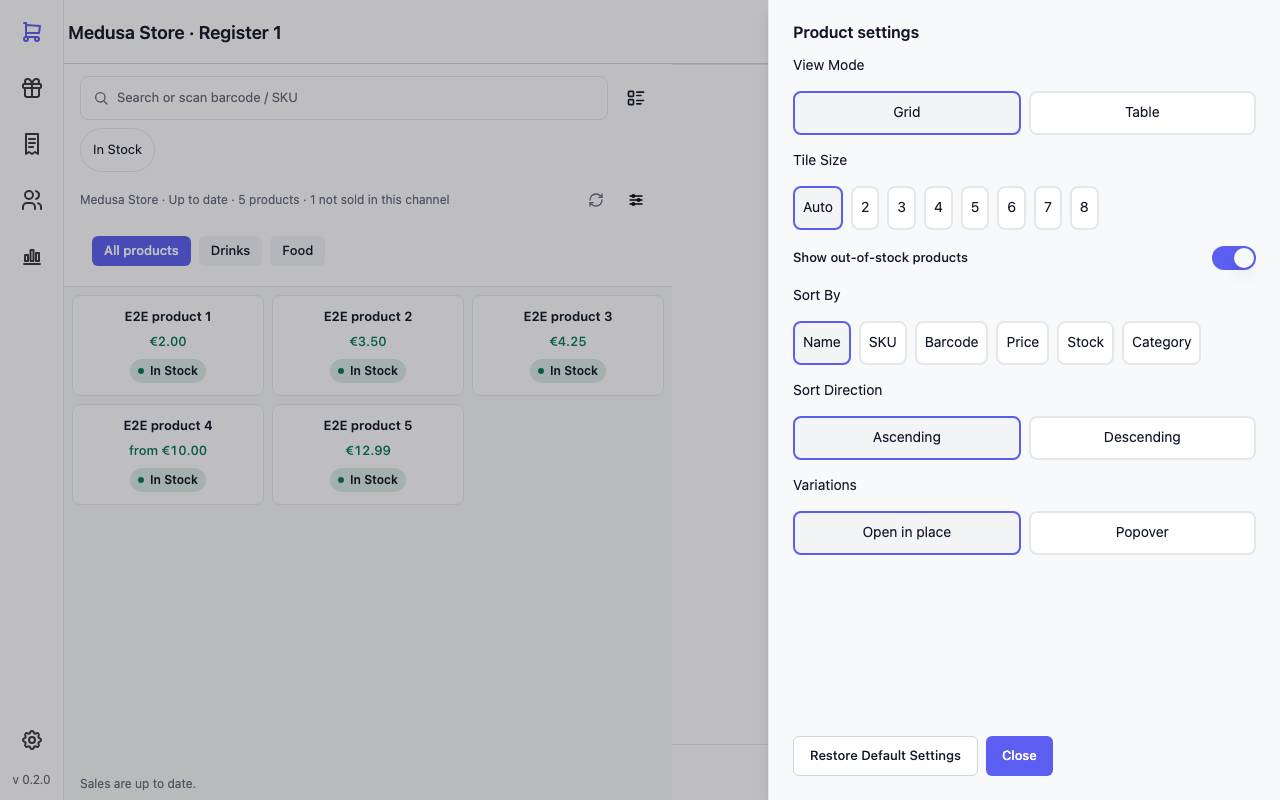 Medusa Store · Register 1
Search or scan barcode / SKU
In Stock
Medusa Store · Up to date · 5 products · 1 not sold in this channel
All products Drinks Food
E2E product 1
€2.00
In Stock
E2E product 2
€3.50
In Stock
E2E product 3
€4.25
In Stock
E2E product 4
from €10.00
In Stock
E2E product 5
€12.99
In Stock
v 0.2.0
Sales are up to date.
Product settings
View Mode
Grid Table
Tile Size
Auto 2 3 4 5 6 7 8
Show out-of-stock products
Sort By
Name SKU Barcode Price Stock Category
Sort Direction
Ascending Descending
Variations
Open in place Popover
Restore Default Settings Close